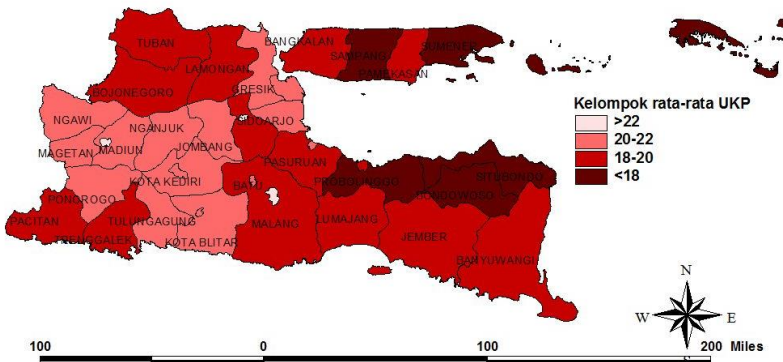 TUBAN
BANGKALAN
SAMPANG
SUMENEP
PAMEKASAN
LAMONGAN
GRESIK
BOJONEGORO
Kelompok rata-rata UKP
>22
20-22
18-20
<18
NGAWI
NGANJUK
SIDOARJO
MAGETAN
MADIUN
JOMBANG
PASURUAN
KOTA KEDIRI
BATU
PROBOLINGGO
SITUBONDO
BONDOWOSO
PONOROGO
PACITAN
TULUNGAGUNG
MALANG
LUMAJANG
TRENGGALEK
KOTA BLITAR
JEMBER
BANYUWANGI
N
W
E
S
100
0
100
200 Miles